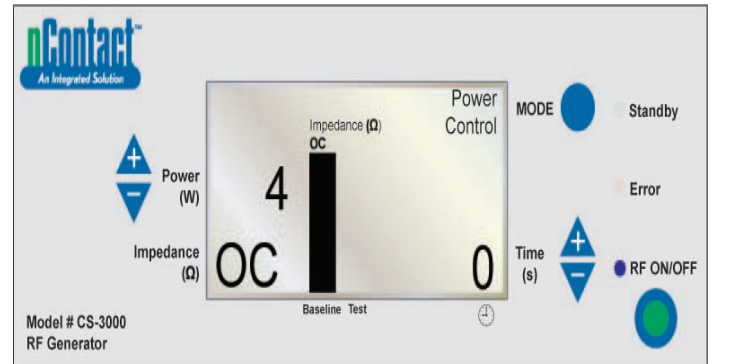 nContact™
An Integrated Solution
Power
Control
Impedance (Ω)
OC
MODE
Standby
+
−
Power
(W)
4
Error
Impedance
(Ω)
OC
0
Time
(s)
+
−
RF ON/OFF
Baseline Test
Model # CS-3000
RF Generator